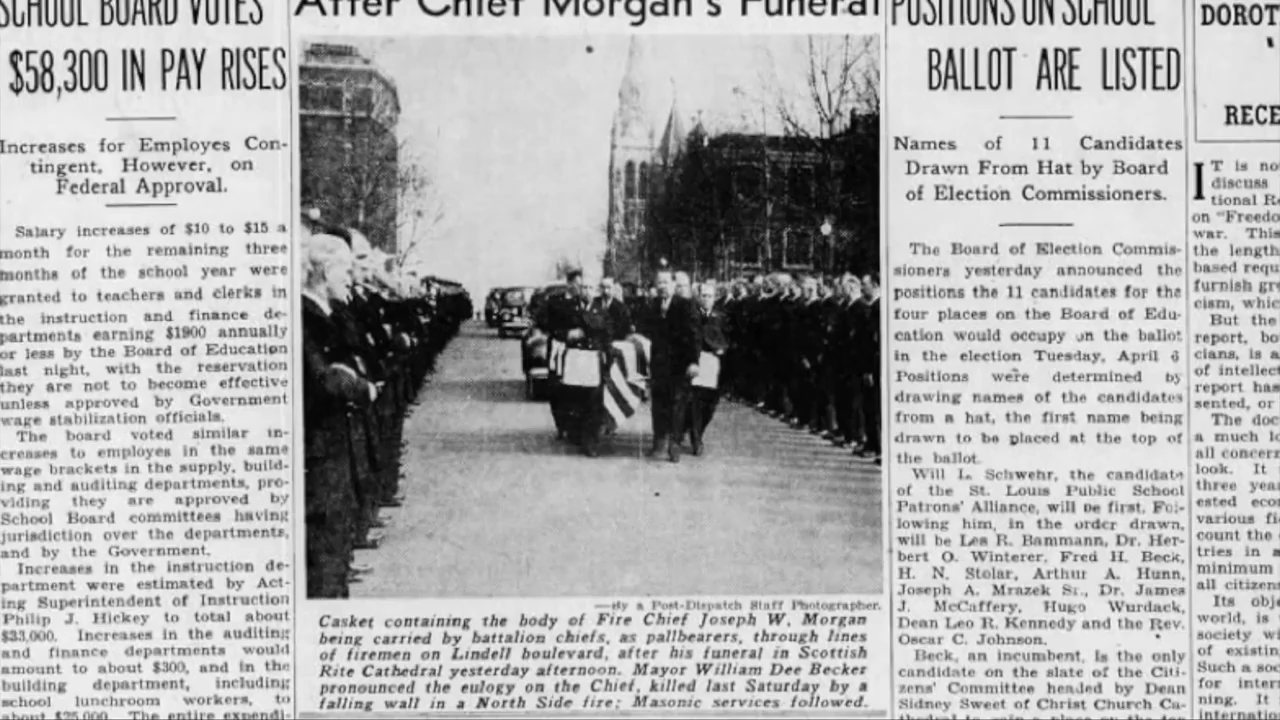 SCHOOL BOARD VOTES
$58,300 IN PAY RISES
Increases for Employes Con-
tingent, However, on
Federal Approval.
Salary increases of $10 to $15 a
month for the remaining three
months of the school year were
granted to teachers and clerks in
the instruction and finance de-
partments earning $1900 annually
or less by the Board of Education
last night, with the reservation
they are not to become effective
unless approved by Government
wage stabilization officials.
The board voted similar in-
creases to employes in the same
wage brackets in the supply, build-
ing and auditing departments, pro-
viding they are approved by
School Board committees having
jurisdiction over the departments,
and by the Government.
Increases in the instruction de-
partment were estimated by Act-
ing Superintendent of Instruction
Philip J. Hickey to total about
$33,000. Increases in the auditing
and finance departments would
amount to about $300, and in the
building department, including
school lunchroom workers, to
about $25,000. The entire expendi-
After Chief Morgan's Funeral
—By a Post-Dispatch Staff Photographer.
Casket containing the body of Fire Chief Joseph W. Morgan
being carried by battalion chiefs, as pallbearers, through lines
of firemen on Lindell boulevard, after his funeral in Scottish
Rite Cathedral yesterday afternoon. Mayor William Dee Becker
pronounced the eulogy on the Chief, killed last Saturday by a
falling wall in a North Side fire; Masonic services followed.
POSITIONS ON SCHOOL
BALLOT ARE LISTED
Names of 11 Candidates
Drawn From Hat by Board
of Election Commissioners.
The Board of Election Commis-
sioners yesterday announced the
positions the 11 candidates for the
four places on the Board of Edu-
cation would occupy on the ballot
in the election Tuesday, April 6
Positions were determined by
drawing names of the candidates
from a hat, the first name being
drawn to be placed at the top of
the ballot.
Will L. Schwehr, the candidate
of the St. Louis Public School
Patrons' Alliance, will be first. Fol-
lowing him, in the order drawn,
will be Les R. Bammann, Dr. Her-
bert O. Winterer, Fred H. Beck,
H. N. Stolar, Arthur A. Hunn,
Joseph A. Mrazek Sr., Dr. James
J. McCaffery, Hugo Wurdack,
Dean Leo R. Kennedy and the Rev.
Oscar C. Johnson.
Beck, an incumbent, is the only
candidate on the slate of the Citi-
zens' Committee headed by Dean
Sidney Sweet of Christ Church Ca-
DOROT
RECE
IT is no
discuss
tional R
on "Freedo
war. This
the length
based requ
furnish gre
cism, which
But the
report, bo
cians, is a
of intellect
report has
sented, or
The doc
a much lo
all concern
look. It
three year
ested econ
various fi
count the
tries in a
minimum
all citizen
Its obj
world, is
society w
of existin
Such a soc
for inter
ning. It
internatio